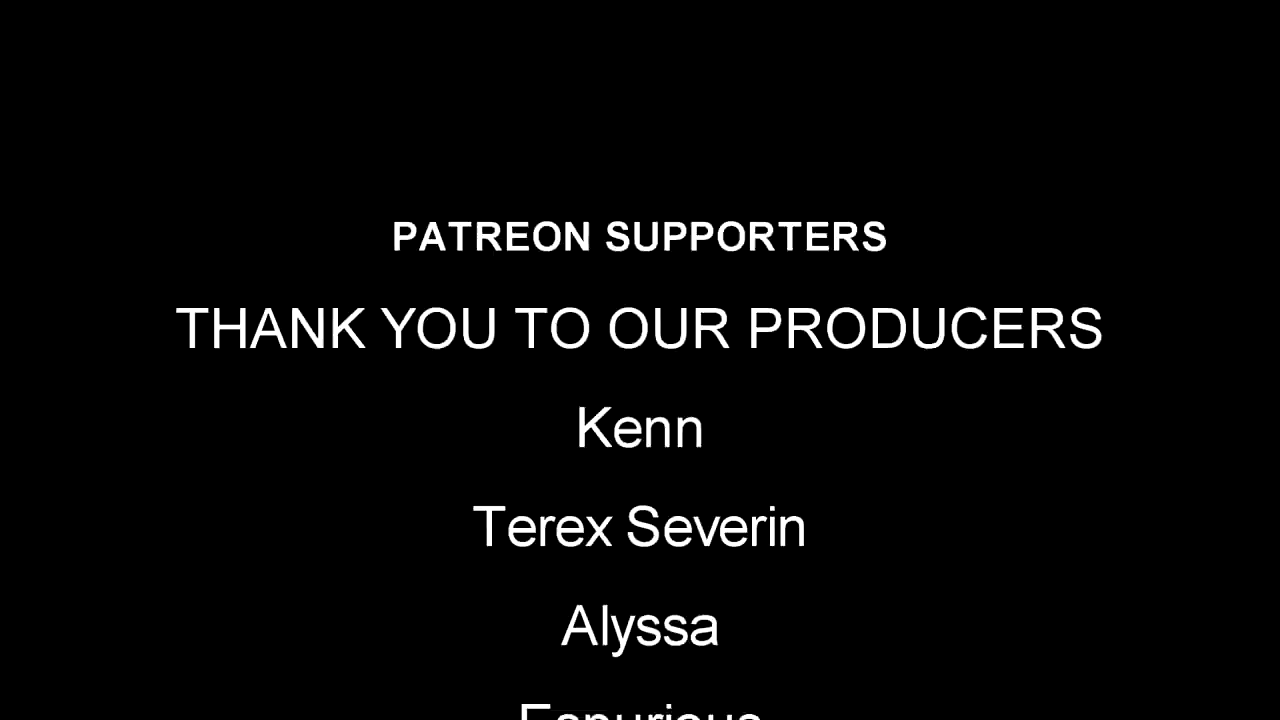 PATREON SUPPORTERS
THANK YOU TO OUR PRODUCERS
Kenn
Terex Severin
Alyssa